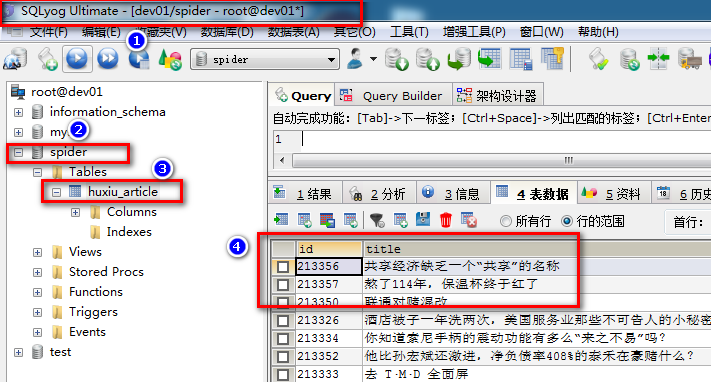 SQLyog Ultimate - [dev01/spider - root@dev01*]
文件(F) 编辑(E) 收藏夹(V) 数据库(D) 数据表(A) 其它(O) 工具(T) 增强工具(P) 窗口(W) 帮助(H)
1
spider
root@dev01
information_schema
my
2
spider
Tables
3
huxiu_article
Columns
Indexes
Views
Stored Procs
Functions
Triggers
Events
test
Query Query Builder 架构设计器
自动完成功能: [Tab]->下一标签; [Ctrl+Space]->列出匹配的标签; [Ctrl+Enter
1
1 结果 2 分析 3 信息 4 表数据 5 资料 6 历史
所有行 行的范围 首行:
4
id title
213356 共享经济缺乏一个“共享”的名称
213357 熬了114年，保温杯终于红了
213350 联通对赌混改
213326 酒店被子一年洗两次，美国服务业那些不可告人的小秘密
213334 你知道索尼手柄的震动功能有多么“来之不易”吗?
213352 他比孙宏斌还激进，净负债率408%的泰禾在豪赌什么?
213333 去 T·M·D 全面屏